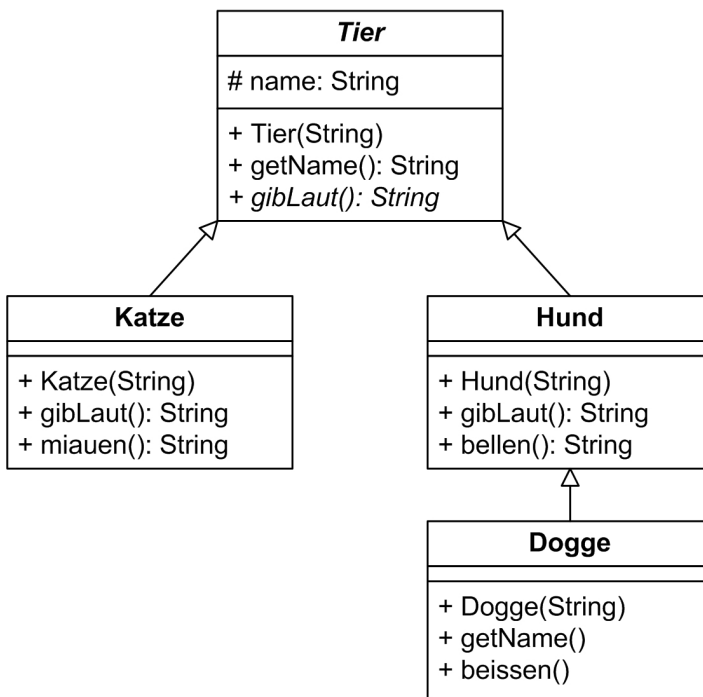 Tier
# name: String
+ Tier(String)
+ getName(): String
+ gibLaut(): String
Katze
+ Katze(String)
+ gibLaut(): String
+ miauen(): String
Hund
+ Hund(String)
+ gibLaut(): String
+ bellen(): String
Dogge
+ Dogge(String)
+ getName()
+ beissen()